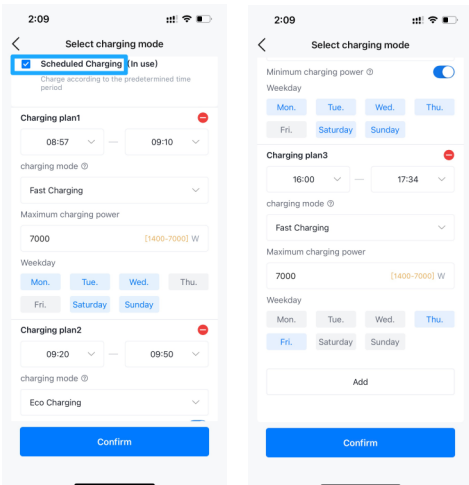 2:09
Select charging mode
Scheduled Charging (In use)
Charge according to the predetermined time
period
Charging plan1
08:57 — 09:10
charging mode
Fast Charging
Maximum charging power
7000 [1400-7000] W
Weekday
Mon. Tue. Wed. Thu.
Fri. Saturday Sunday
Charging plan2
09:20 — 09:50
charging mode
Eco Charging
Confirm
2:09
Select charging mode
Minimum charging power
Weekday
Mon. Tue. Wed. Thu.
Fri. Saturday Sunday
Charging plan3
16:00 — 17:34
charging mode
Fast Charging
Maximum charging power
7000 [1400-7000] W
Weekday
Mon. Tue. Wed. Thu.
Fri. Saturday Sunday
Add
Confirm